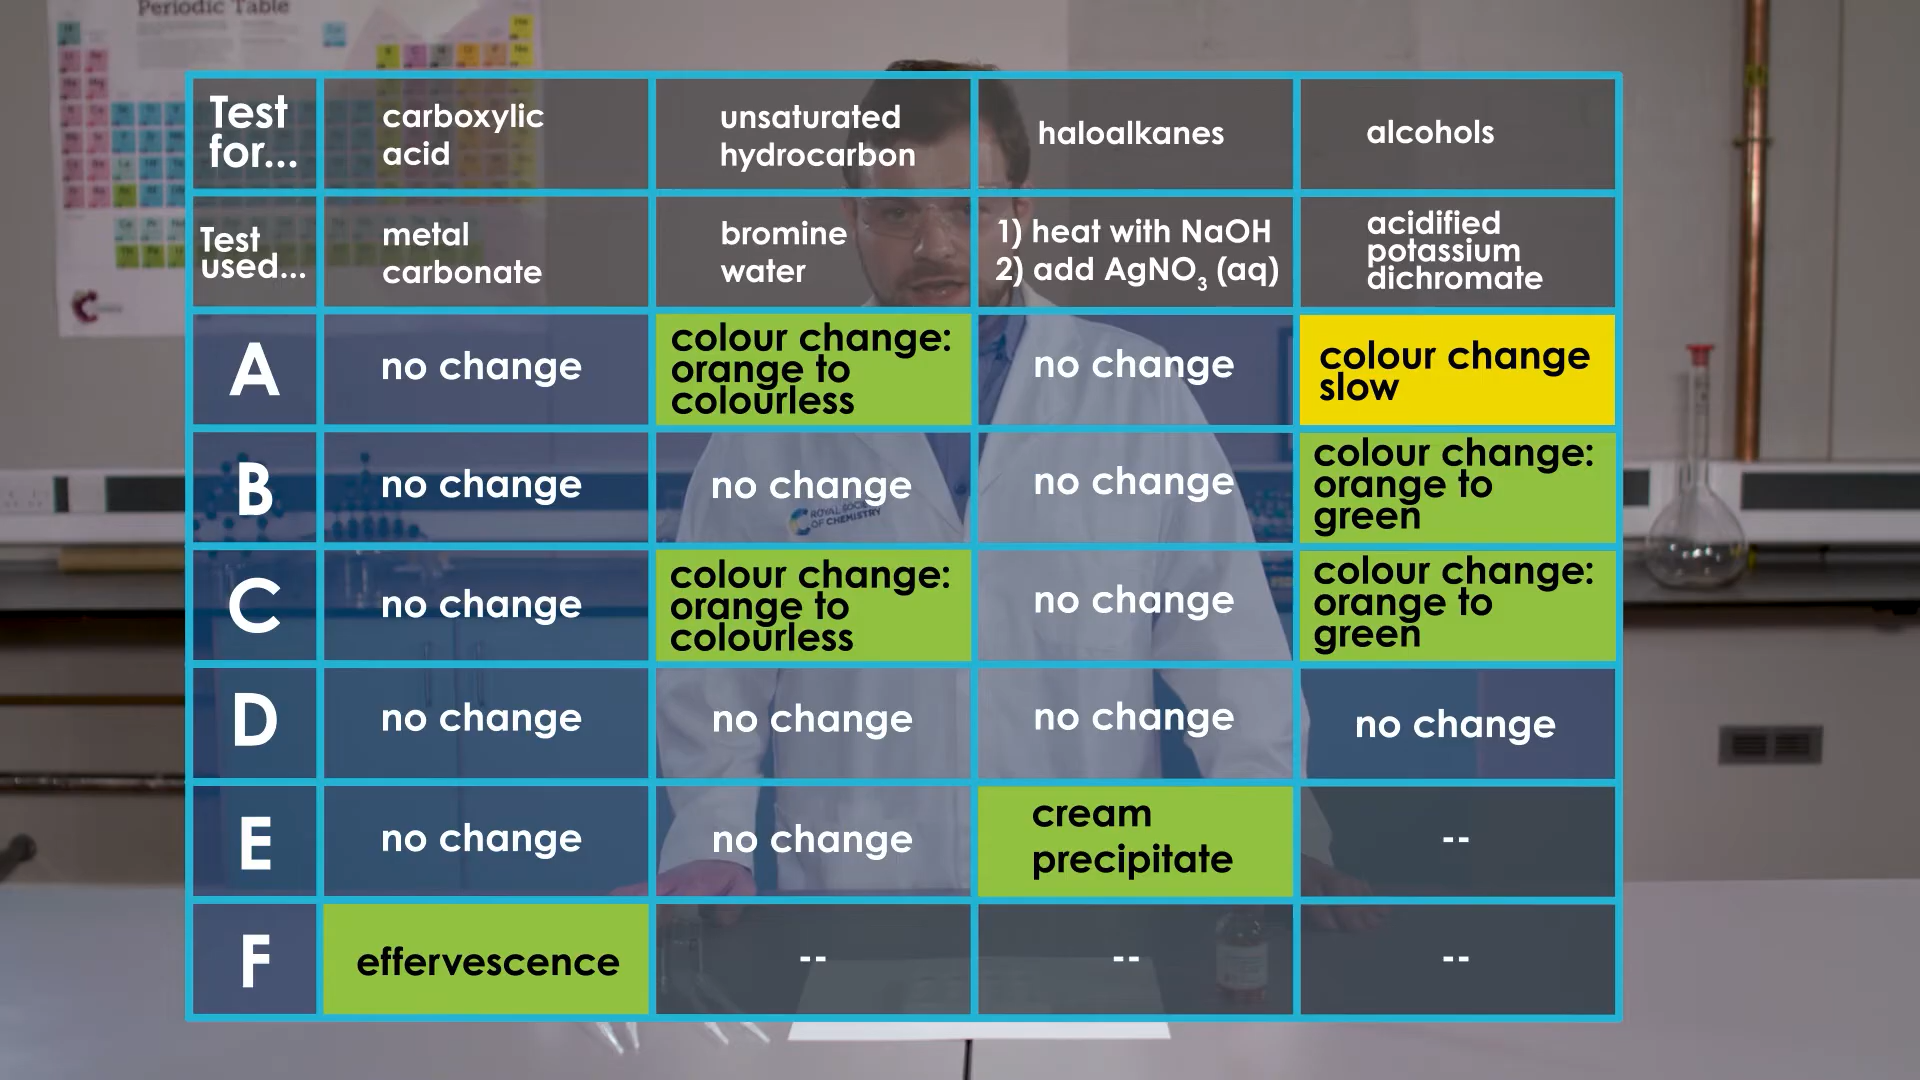 Periodic Table
Test
for...
carboxylic
acid
unsaturated
hydrocarbon
haloalkanes
alcohols
Test
used...
metal
carbonate
bromine
water
1) heat with NaOH
2) add AgNO₃ (aq)
acidified
potassium
dichromate
A
no change
colour change:
orange to
colourless
no change
colour change
slow
B
no change
no change
no change
colour change:
orange to
green
ROYAL SOCIE
OF CHEMISTRY
C
no change
colour change:
orange to
colourless
no change
colour change:
orange to
green
D
no change
no change
no change
no change
E
no change
no change
cream
precipitate
--
F
effervescence
--
--
--